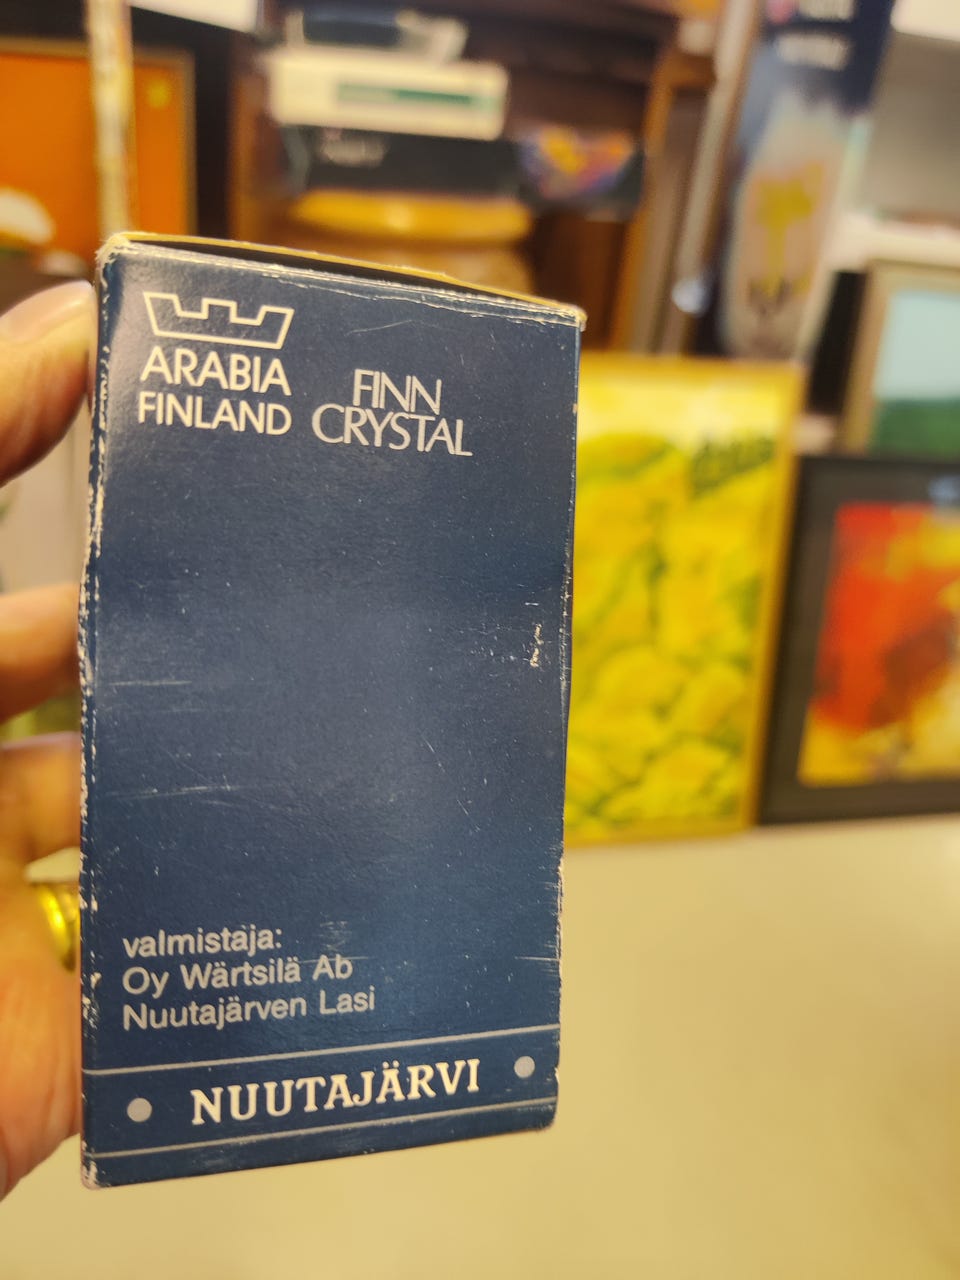 ARABIA
FINLAND
FINN
CRYSTAL
valmistaja:
Oy Wärtsilä Ab
Nuutajärven Lasi
NUUTAJÄRVI